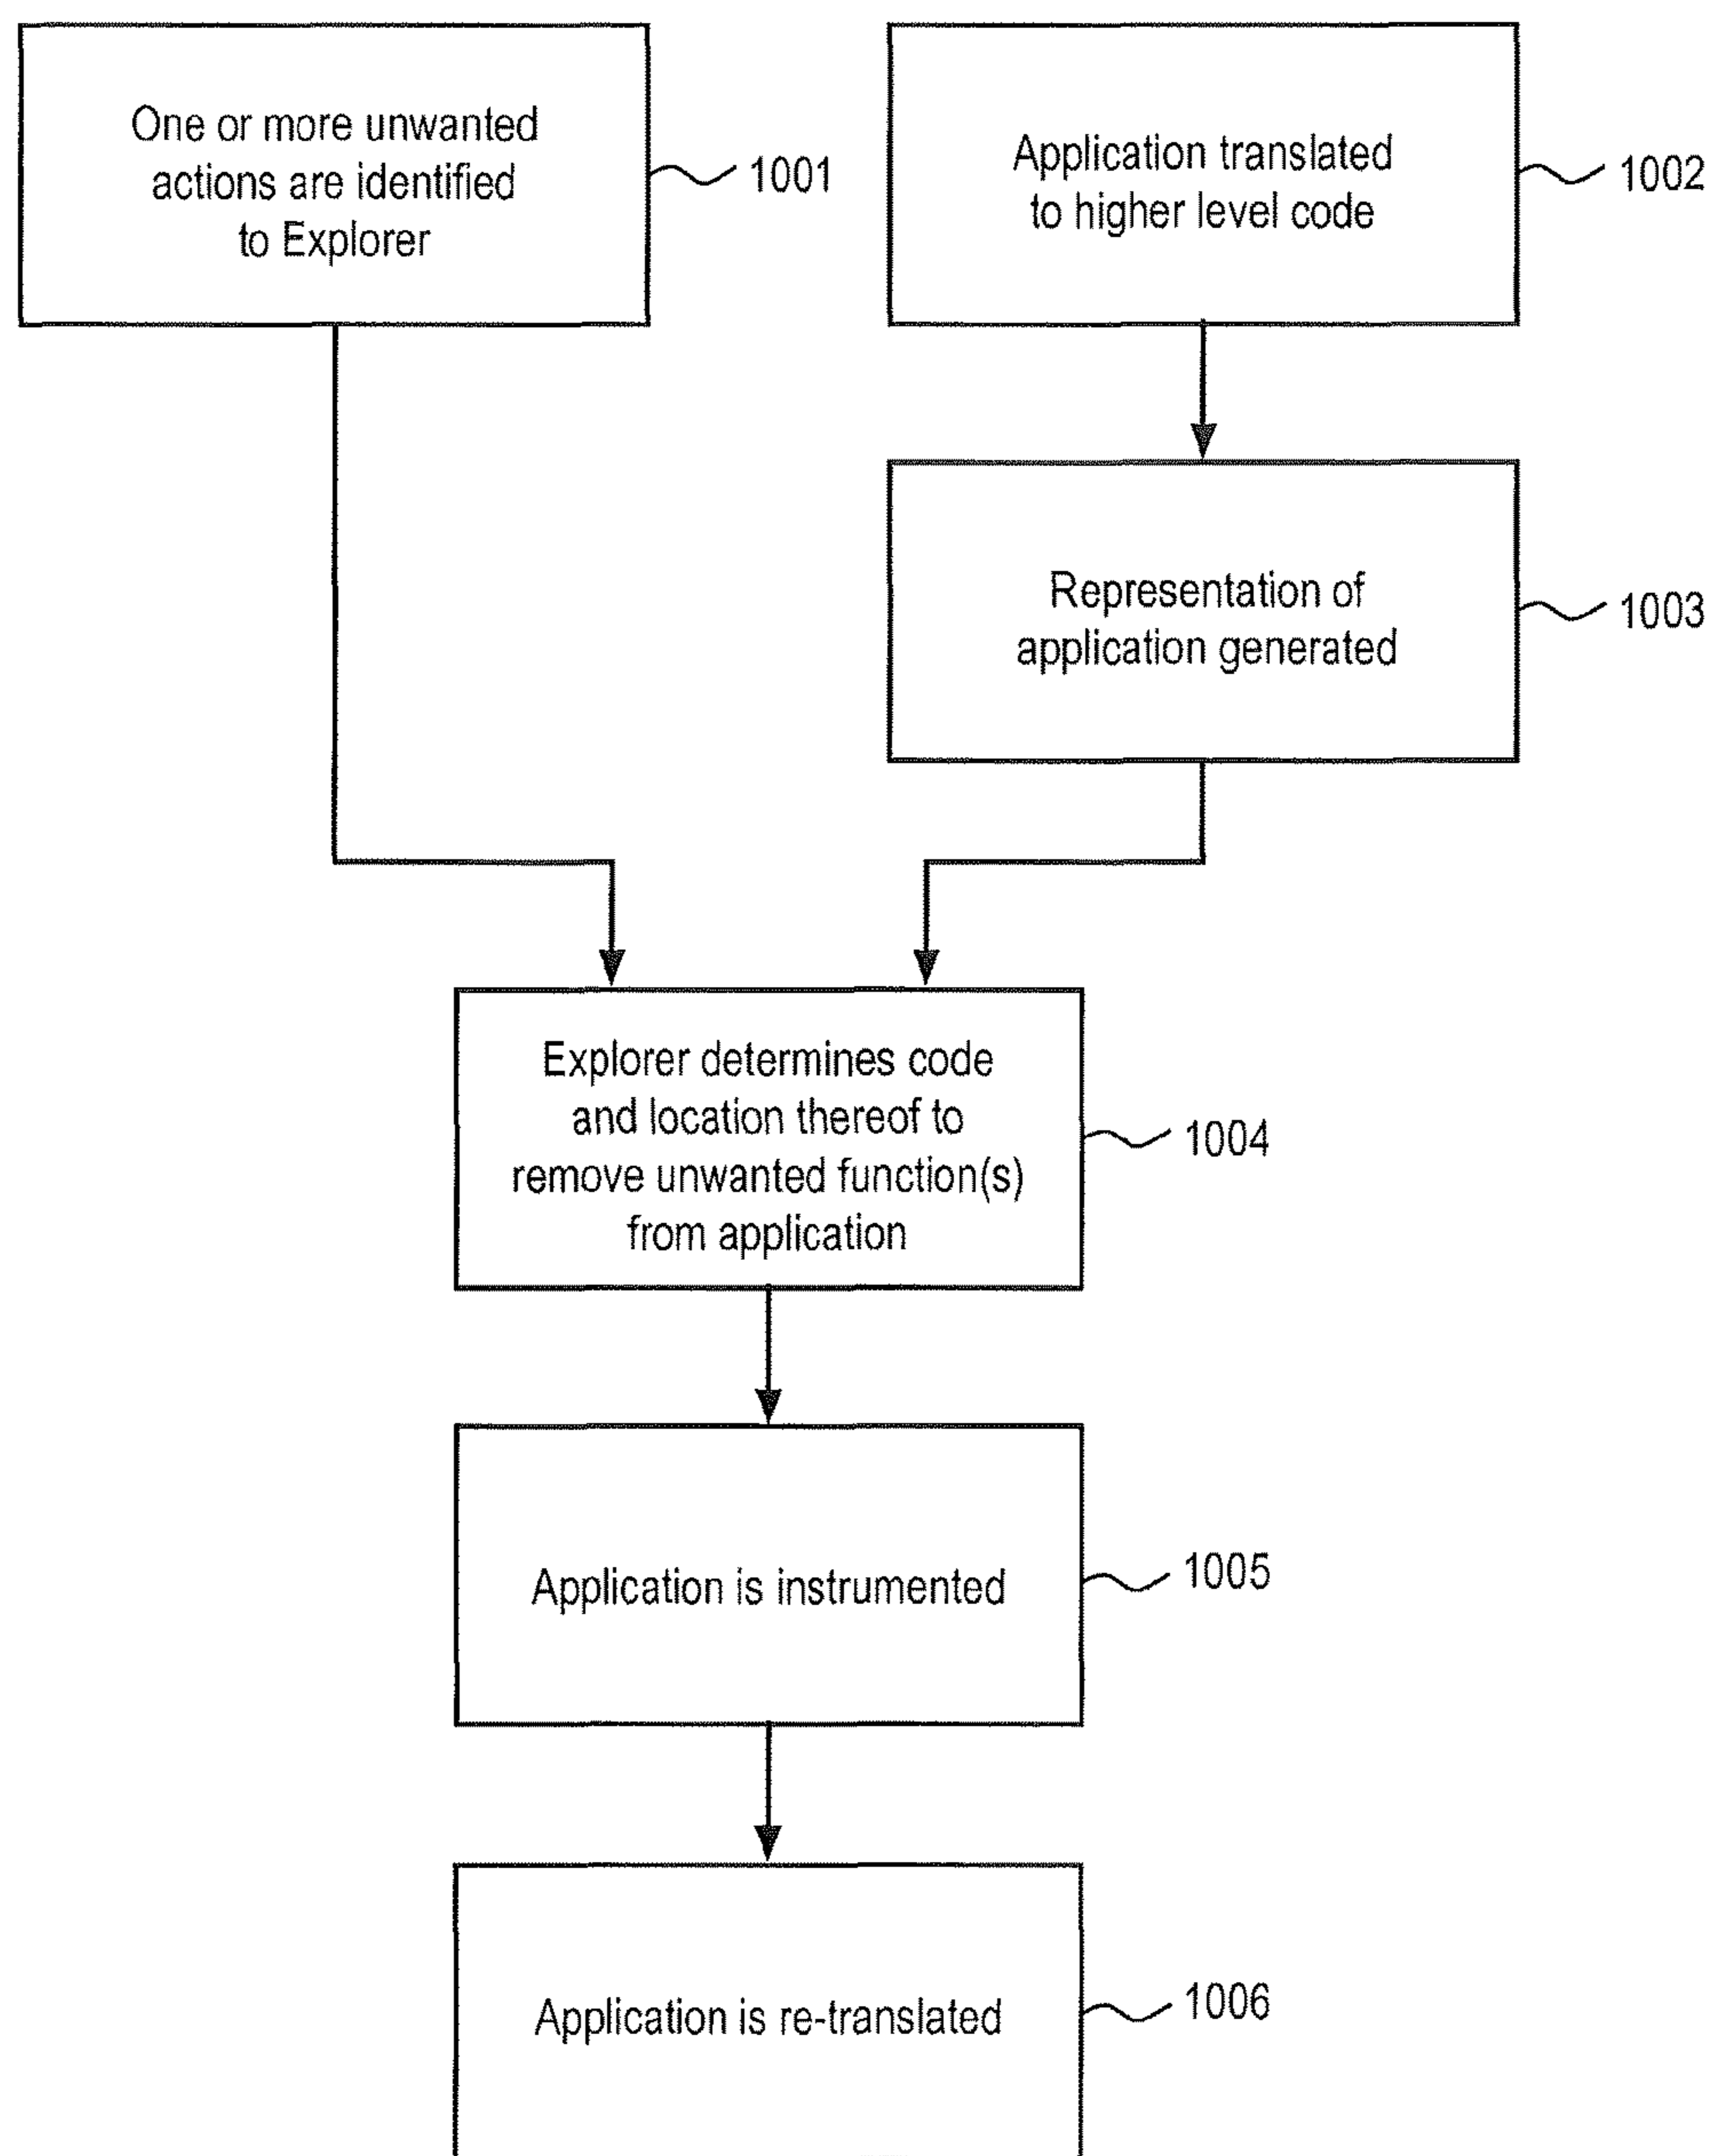 One or more unwanted
actions are identified
to Explorer
1001
Application translated
to higher level code
1002
Representation of
application generated
1003
Explorer determines code
and location thereof to
remove unwanted function(s)
from application
1004
Application is instrumented
1005
Application is re-translated
1006